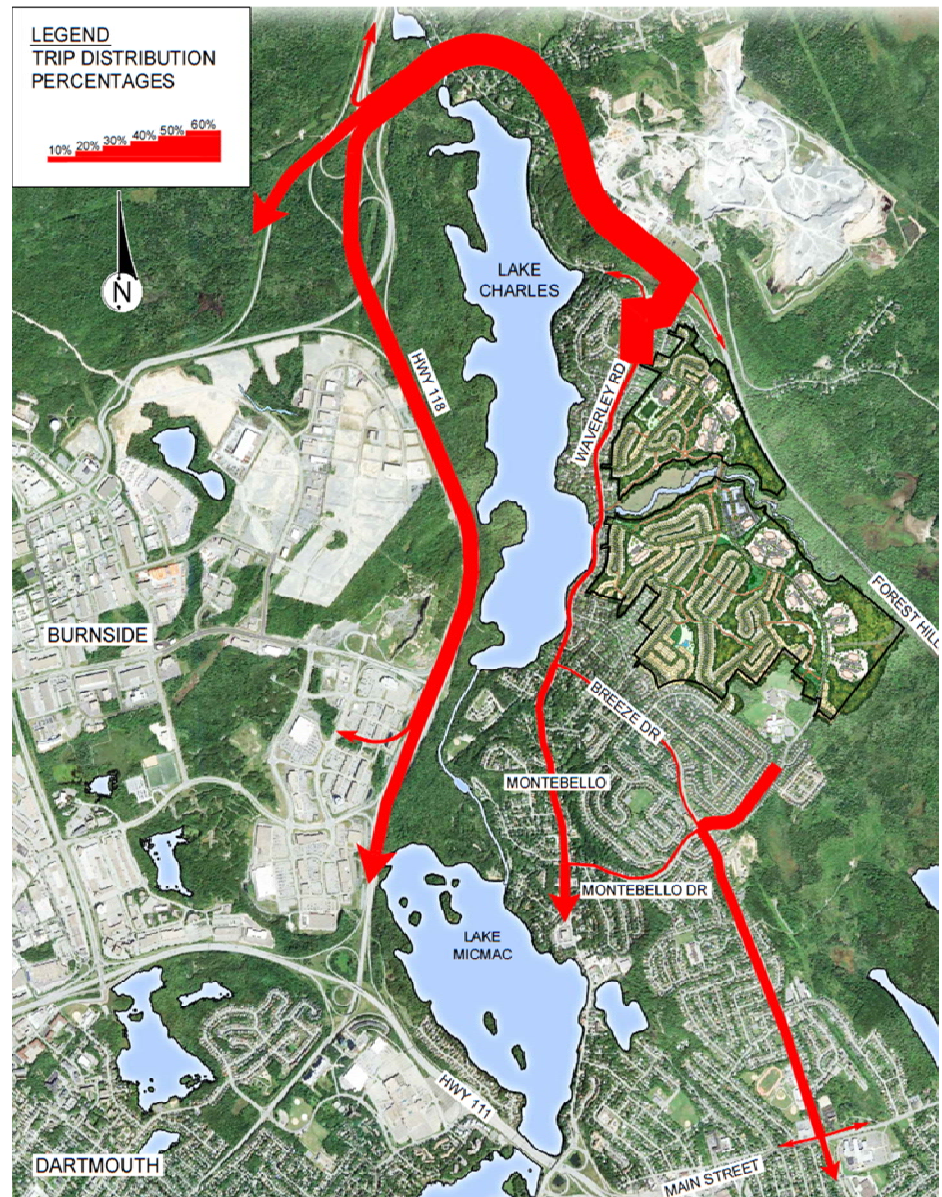 LEGEND
TRIP DISTRIBUTION
PERCENTAGES
10% 20% 30% 40% 50% 60%
N
LAKE
CHARLES
HWY 118
WAVERLEY RD
FOREST HILL
BURNSIDE
BREEZE DR
MONTEBELLO
MONTEBELLO DR
LAKE
MICMAC
HWY 111
DARTMOUTH
MAIN STREET